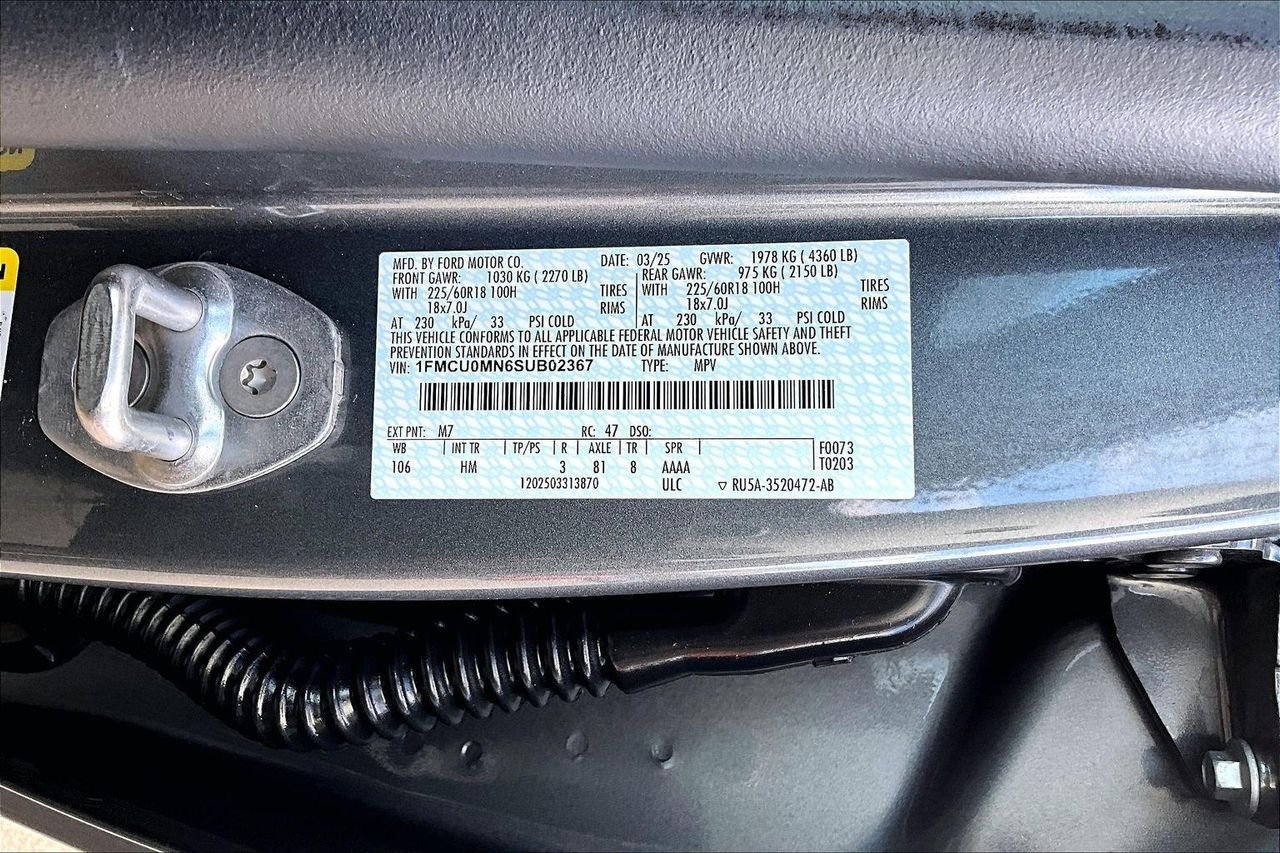 MFD. BY FORD MOTOR CO. DATE: 03/25 GVWR: 1978 KG ( 4360 LB)
FRONT GAWR: 1030 KG ( 2270 LB) REAR GAWR: 975 KG ( 2150 LB)
WITH 225/60R18 100H TIRES WITH 225/60R18 100H TIRES
18x7.0J RIMS 18x7.0J RIMS
AT 230 kPa/ 33 PSI COLD AT 230 kPa/ 33 PSI COLD
THIS VEHICLE CONFORMS TO ALL APPLICABLE FEDERAL MOTOR VEHICLE SAFETY AND THEFT
PREVENTION STANDARDS IN EFFECT ON THE DATE OF MANUFACTURE SHOWN ABOVE.
VIN: 1FMCU0MN6SUB02367 TYPE: MPV
EXT PNT: M7 RC: 47 DSO:
WB INT TR TP/PS R AXLE TR SPR F0073
106 HM 3 81 8 AAAA T0203
1202503313870 ULC ▽ RU5A-3520472-AB